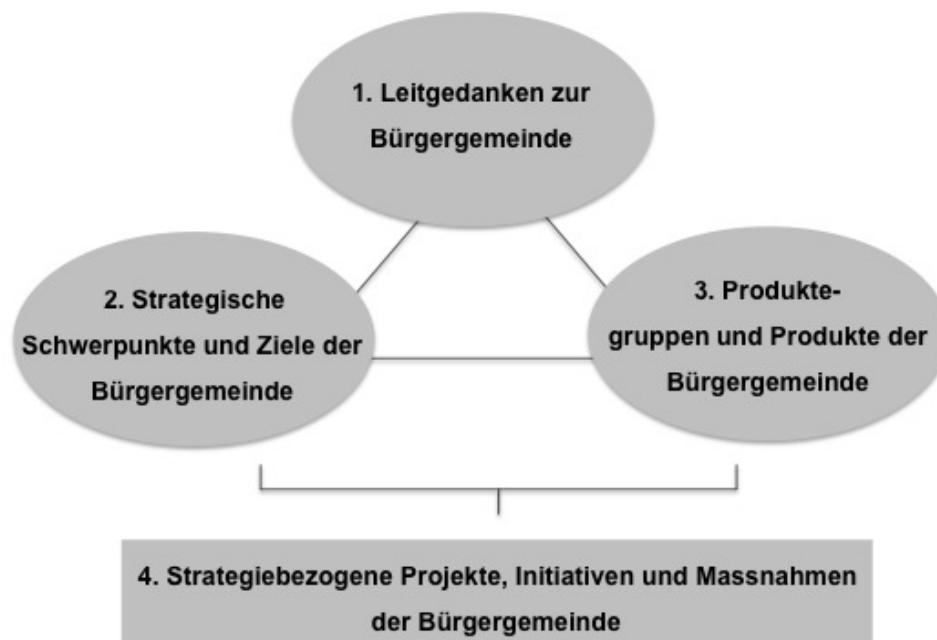 1. Leitgedanken zur
Bürgergemeinde
2. Strategische
Schwerpunkte und Ziele der
Bürgergemeinde
3. Produkte-
gruppen und Produkte der
Bürgergemeinde
4. Strategiebezogene Projekte, Initiativen und Massnahmen
der Bürgergemeinde